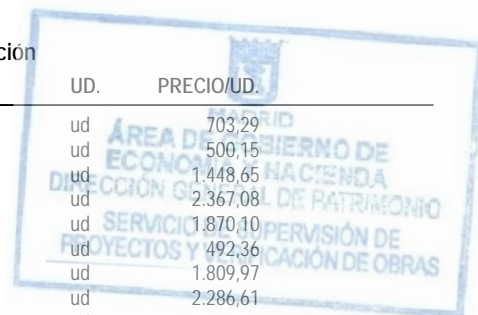 ción
UD. PRECIO/UD.
MADRID
ud 703,29
ÁREA DE GOBIERNO DE
ud 500,15
ECONOMÍA Y HACIENDA
ud 1.448,65
DIRECCIÓN GENERAL DE PATRIMONIO
ud 2.367,08
SERVICIO DE SUPERVISIÓN DE
ud 1.870,10
PROYECTOS Y VERIFICACIÓN DE OBRAS
ud 492,36
ud 1.809,97
ud 2.286,61